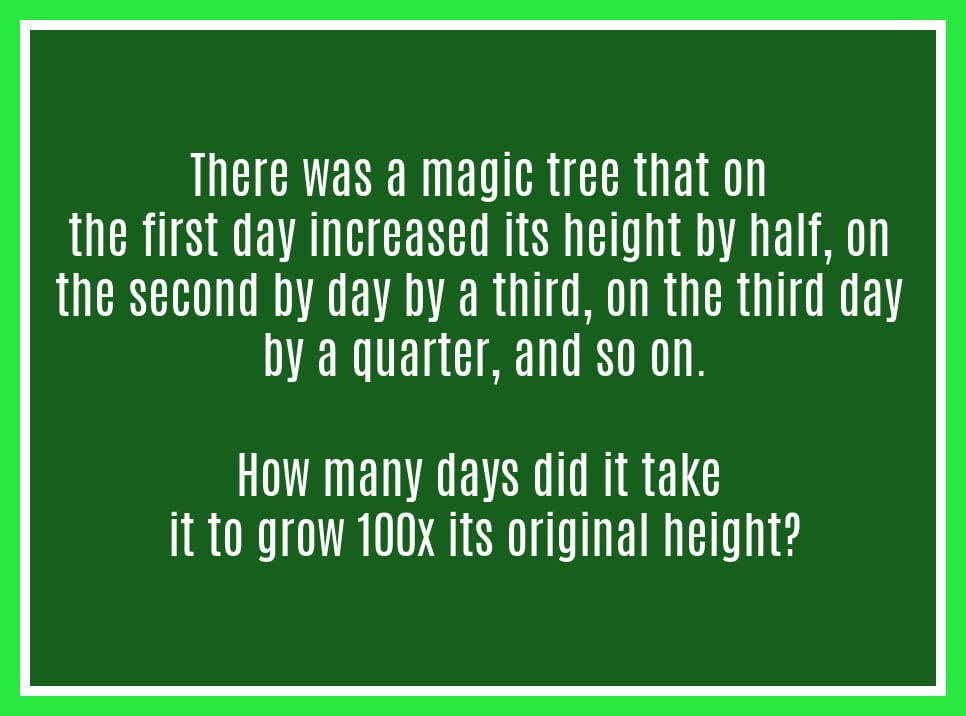 There was a magic tree that on
the first day increased its height by half, on
the second by day by a third, on the third day
by a quarter, and so on.
How many days did it take
it to grow 100x its original height?